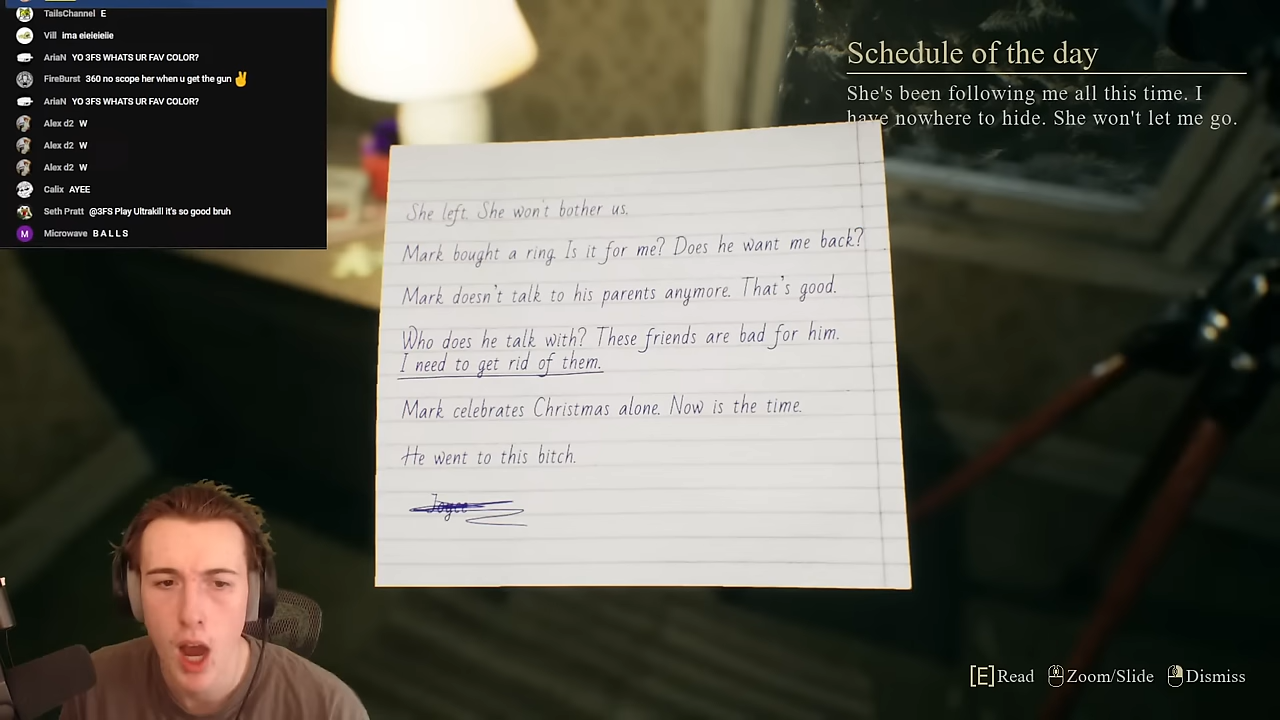 TailsChannel E
Vill ima eieieieiie
AriaN YO 3FS WHATS UR FAV COLOR?
FireBurst 360 no scope her when u get the gun ✌
AriaN YO 3FS WHATS UR FAV COLOR?
Alex d2 W
Alex d2 W
Alex d2 W
Calix AYEE
Seth Pratt @3FS Play Ultrakill it's so good bruh
M Microwave B A L L S
Schedule of the day
She's been following me all this time. I
have nowhere to hide. She won't let me go.
She left. She won't bother us.
Mark bought a ring. Is it for me? Does he want me back?
Mark doesn't talk to his parents anymore. That's good.
Who does he talk with? These friends are bad for him.
I need to get rid of them.
Mark celebrates Christmas alone. Now is the time.
He went to this bitch.
[E]Read Zoom/Slide Dismiss